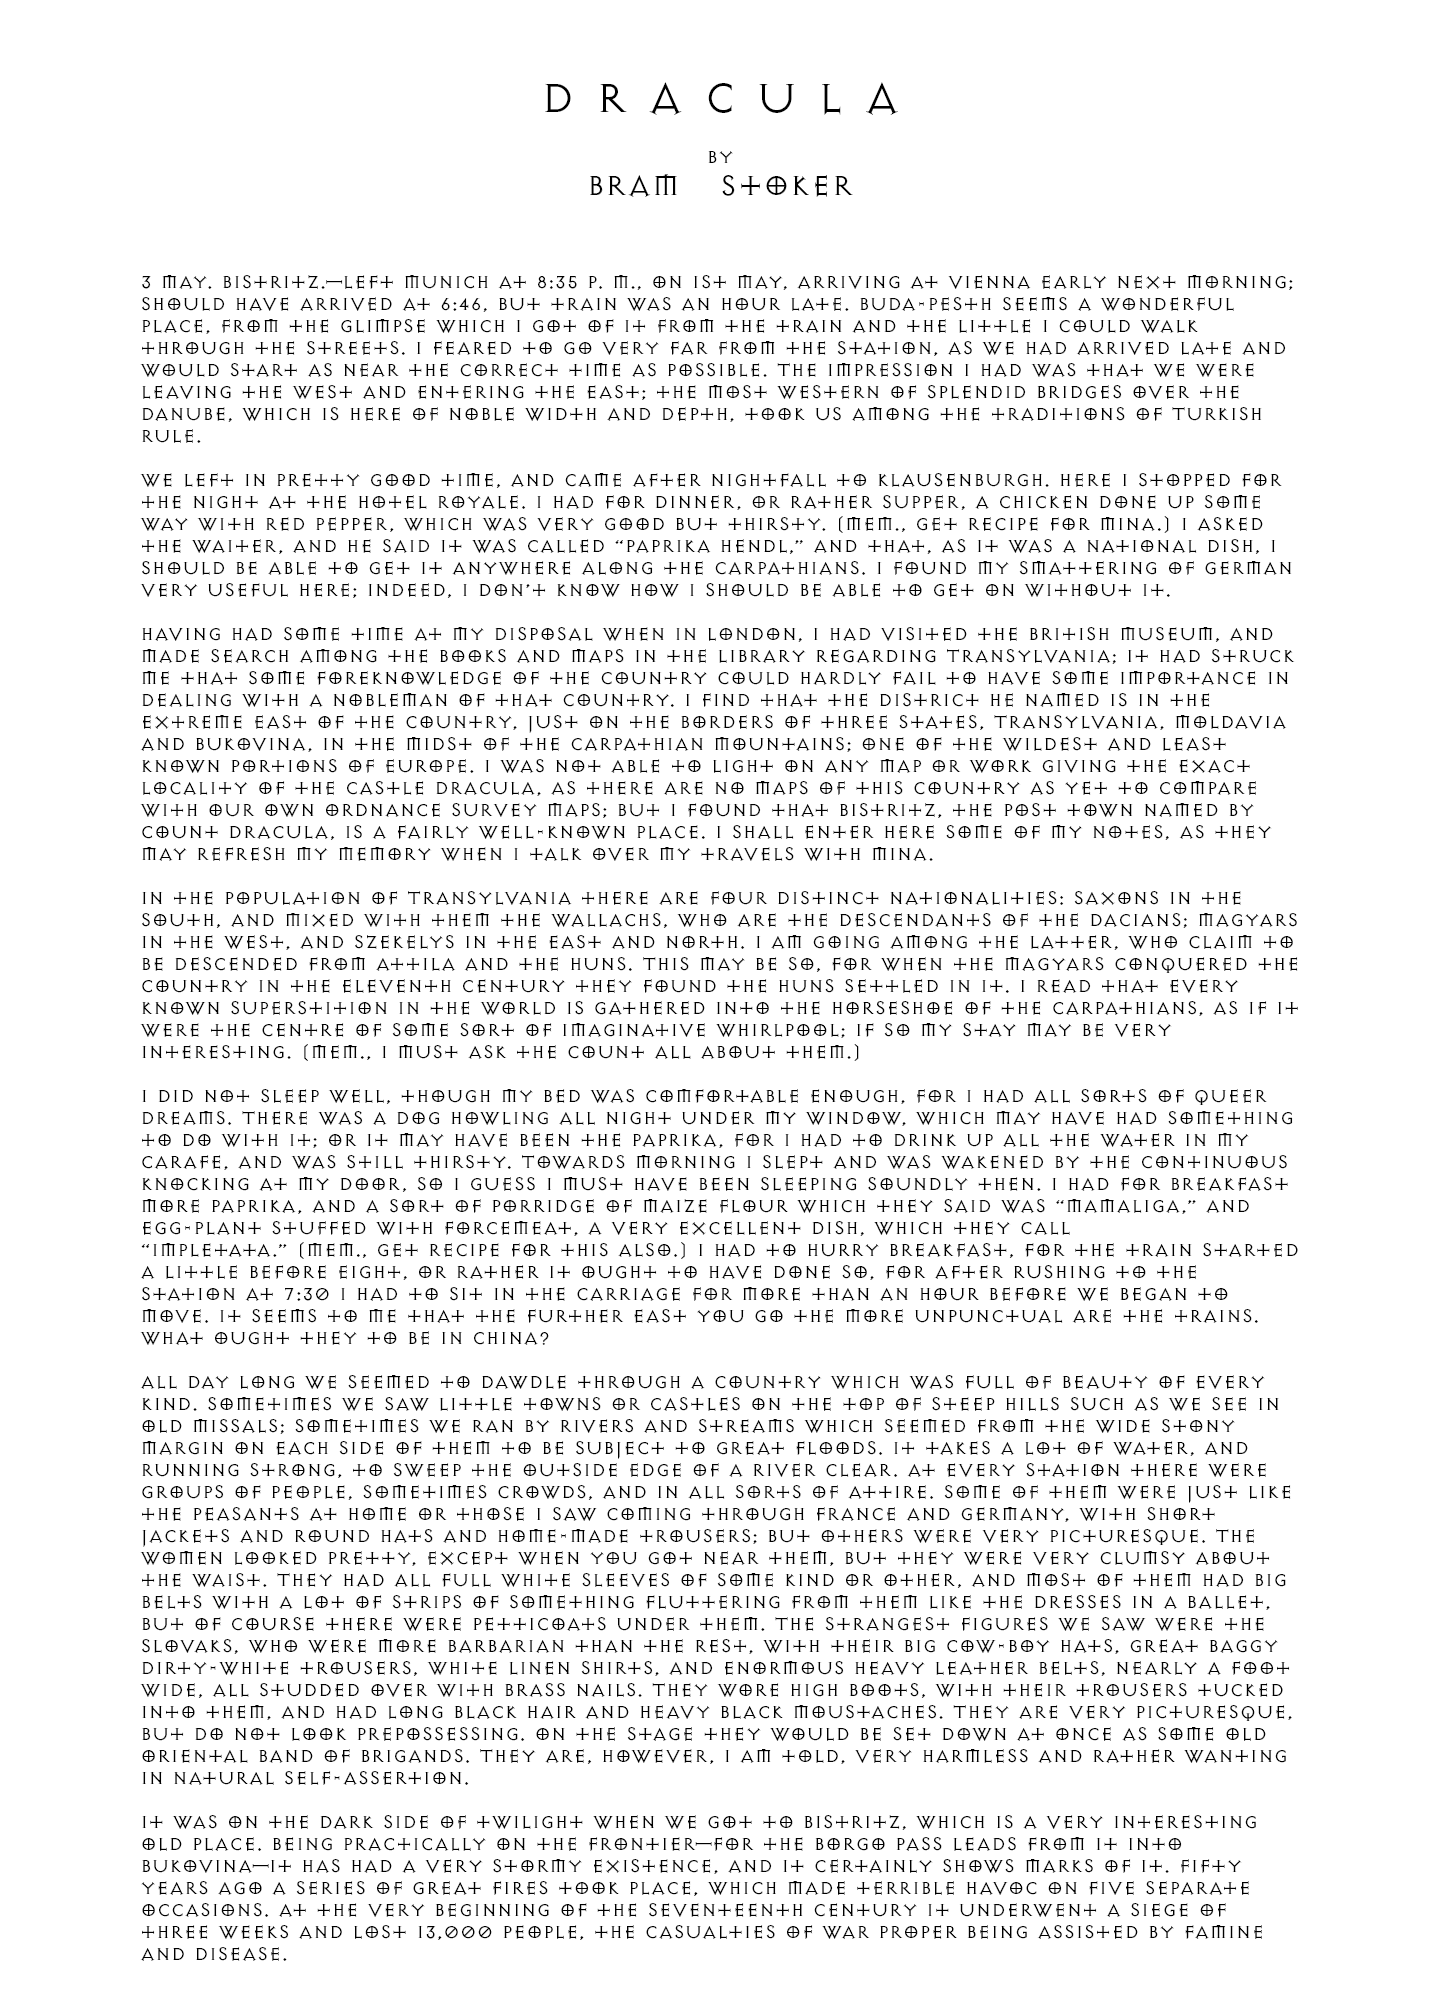 DRACULA
BY
BRAM STOKER
3 MAY. BISTRITZ.—LEFT MUNICH AT 8:35 P. M., ON 1ST MAY, ARRIVING AT VIENNA EARLY NEXT MORNING;
SHOULD HAVE ARRIVED AT 6:46, BUT TRAIN WAS AN HOUR LATE. BUDA-PESTH SEEMS A WONDERFUL
PLACE, FROM THE GLIMPSE WHICH I GOT OF IT FROM THE TRAIN AND THE LITTLE I COULD WALK
THROUGH THE STREETS. I FEARED TO GO VERY FAR FROM THE STATION, AS WE HAD ARRIVED LATE AND
WOULD START AS NEAR THE CORRECT TIME AS POSSIBLE. THE IMPRESSION I HAD WAS THAT WE WERE
LEAVING THE WEST AND ENTERING THE EAST; THE MOST WESTERN OF SPLENDID BRIDGES OVER THE
DANUBE, WHICH IS HERE OF NOBLE WIDTH AND DEPTH, TOOK US AMONG THE TRADITIONS OF TURKISH
RULE.
WE LEFT IN PRETTY GOOD TIME, AND CAME AFTER NIGHTFALL TO KLAUSENBURGH. HERE I STOPPED FOR
THE NIGHT AT THE HOTEL ROYALE. I HAD FOR DINNER, OR RATHER SUPPER, A CHICKEN DONE UP SOME
WAY WITH RED PEPPER, WHICH WAS VERY GOOD BUT THIRSTY. (MEM., GET RECIPE FOR MINA.) I ASKED
THE WAITER, AND HE SAID IT WAS CALLED “PAPRIKA HENDL,” AND THAT, AS IT WAS A NATIONAL DISH, I
SHOULD BE ABLE TO GET IT ANYWHERE ALONG THE CARPATHIANS. I FOUND MY SMATTERING OF GERMAN
VERY USEFUL HERE; INDEED, I DON’T KNOW HOW I SHOULD BE ABLE TO GET ON WITHOUT IT.
HAVING HAD SOME TIME AT MY DISPOSAL WHEN IN LONDON, I HAD VISITED THE BRITISH MUSEUM, AND
MADE SEARCH AMONG THE BOOKS AND MAPS IN THE LIBRARY REGARDING TRANSYLVANIA; IT HAD STRUCK
ME THAT SOME FOREKNOWLEDGE OF THE COUNTRY COULD HARDLY FAIL TO HAVE SOME IMPORTANCE IN
DEALING WITH A NOBLEMAN OF THAT COUNTRY. I FIND THAT THE DISTRICT HE NAMED IS IN THE
EXTREME EAST OF THE COUNTRY, JUST ON THE BORDERS OF THREE STATES, TRANSYLVANIA, MOLDAVIA
AND BUKOVINA, IN THE MIDST OF THE CARPATHIAN MOUNTAINS; ONE OF THE WILDEST AND LEAST
KNOWN PORTIONS OF EUROPE. I WAS NOT ABLE TO LIGHT ON ANY MAP OR WORK GIVING THE EXACT
LOCALITY OF THE CASTLE DRACULA, AS THERE ARE NO MAPS OF THIS COUNTRY AS YET TO COMPARE
WITH OUR OWN ORDNANCE SURVEY MAPS; BUT I FOUND THAT BISTRITZ, THE POST TOWN NAMED BY
COUNT DRACULA, IS A FAIRLY WELL-KNOWN PLACE. I SHALL ENTER HERE SOME OF MY NOTES, AS THEY
MAY REFRESH MY MEMORY WHEN I TALK OVER MY TRAVELS WITH MINA.
IN THE POPULATION OF TRANSYLVANIA THERE ARE FOUR DISTINCT NATIONALITIES: SAXONS IN THE
SOUTH, AND MIXED WITH THEM THE WALLACHS, WHO ARE THE DESCENDANTS OF THE DACIANS; MAGYARS
IN THE WEST, AND SZEKELYS IN THE EAST AND NORTH. I AM GOING AMONG THE LATTER, WHO CLAIM TO
BE DESCENDED FROM ATTILA AND THE HUNS. THIS MAY BE SO, FOR WHEN THE MAGYARS CONQUERED THE
COUNTRY IN THE ELEVENTH CENTURY THEY FOUND THE HUNS SETTLED IN IT. I READ THAT EVERY
KNOWN SUPERSTITION IN THE WORLD IS GATHERED INTO THE HORSESHOE OF THE CARPATHIANS, AS IF IT
WERE THE CENTRE OF SOME SORT OF IMAGINATIVE WHIRLPOOL; IF SO MY STAY MAY BE VERY
INTERESTING. (MEM., I MUST ASK THE COUNT ALL ABOUT THEM.)
I DID NOT SLEEP WELL, THOUGH MY BED WAS COMFORTABLE ENOUGH, FOR I HAD ALL SORTS OF QUEER
DREAMS. THERE WAS A DOG HOWLING ALL NIGHT UNDER MY WINDOW, WHICH MAY HAVE HAD SOMETHING
TO DO WITH IT; OR IT MAY HAVE BEEN THE PAPRIKA, FOR I HAD TO DRINK UP ALL THE WATER IN MY
CARAFE, AND WAS STILL THIRSTY. TOWARDS MORNING I SLEPT AND WAS WAKENED BY THE CONTINUOUS
KNOCKING AT MY DOOR, SO I GUESS I MUST HAVE BEEN SLEEPING SOUNDLY THEN. I HAD FOR BREAKFAST
MORE PAPRIKA, AND A SORT OF PORRIDGE OF MAIZE FLOUR WHICH THEY SAID WAS “MAMALIGA,” AND
EGG-PLANT STUFFED WITH FORCEMEAT, A VERY EXCELLENT DISH, WHICH THEY CALL
“IMPLETATA.” (MEM., GET RECIPE FOR THIS ALSO.) I HAD TO HURRY BREAKFAST, FOR THE TRAIN STARTED
A LITTLE BEFORE EIGHT, OR RATHER IT OUGHT TO HAVE DONE SO, FOR AFTER RUSHING TO THE
STATION AT 7:30 I HAD TO SIT IN THE CARRIAGE FOR MORE THAN AN HOUR BEFORE WE BEGAN TO
MOVE. IT SEEMS TO ME THAT THE FURTHER EAST YOU GO THE MORE UNPUNCTUAL ARE THE TRAINS.
WHAT OUGHT THEY TO BE IN CHINA?
ALL DAY LONG WE SEEMED TO DAWDLE THROUGH A COUNTRY WHICH WAS FULL OF BEAUTY OF EVERY
KIND. SOMETIMES WE SAW LITTLE TOWNS OR CASTLES ON THE TOP OF STEEP HILLS SUCH AS WE SEE IN
OLD MISSALS; SOMETIMES WE RAN BY RIVERS AND STREAMS WHICH SEEMED FROM THE WIDE STONY
MARGIN ON EACH SIDE OF THEM TO BE SUBJECT TO GREAT FLOODS. IT TAKES A LOT OF WATER, AND
RUNNING STRONG, TO SWEEP THE OUTSIDE EDGE OF A RIVER CLEAR. AT EVERY STATION THERE WERE
GROUPS OF PEOPLE, SOMETIMES CROWDS, AND IN ALL SORTS OF ATTIRE. SOME OF THEM WERE JUST LIKE
THE PEASANTS AT HOME OR THOSE I SAW COMING THROUGH FRANCE AND GERMANY, WITH SHORT
JACKETS AND ROUND HATS AND HOME-MADE TROUSERS; BUT OTHERS WERE VERY PICTURESQUE. THE
WOMEN LOOKED PRETTY, EXCEPT WHEN YOU GOT NEAR THEM, BUT THEY WERE VERY CLUMSY ABOUT
THE WAIST. THEY HAD ALL FULL WHITE SLEEVES OF SOME KIND OR OTHER, AND MOST OF THEM HAD BIG
BELTS WITH A LOT OF STRIPS OF SOMETHING FLUTTERING FROM THEM LIKE THE DRESSES IN A BALLET,
BUT OF COURSE THERE WERE PETTICOATS UNDER THEM. THE STRANGEST FIGURES WE SAW WERE THE
SLOVAKS, WHO WERE MORE BARBARIAN THAN THE REST, WITH THEIR BIG COW-BOY HATS, GREAT BAGGY
DIRTY-WHITE TROUSERS, WHITE LINEN SHIRTS, AND ENORMOUS HEAVY LEATHER BELTS, NEARLY A FOOT
WIDE, ALL STUDDED OVER WITH BRASS NAILS. THEY WORE HIGH BOOTS, WITH THEIR TROUSERS TUCKED
INTO THEM, AND HAD LONG BLACK HAIR AND HEAVY BLACK MOUSTACHES. THEY ARE VERY PICTURESQUE,
BUT DO NOT LOOK PREPOSSESSING. ON THE STAGE THEY WOULD BE SET DOWN AT ONCE AS SOME OLD
ORIENTAL BAND OF BRIGANDS. THEY ARE, HOWEVER, I AM TOLD, VERY HARMLESS AND RATHER WANTING
IN NATURAL SELF-ASSERTION.
IT WAS ON THE DARK SIDE OF TWILIGHT WHEN WE GOT TO BISTRITZ, WHICH IS A VERY INTERESTING
OLD PLACE. BEING PRACTICALLY ON THE FRONTIER—FOR THE BORGO PASS LEADS FROM IT INTO
BUKOVINA—IT HAS HAD A VERY STORMY EXISTENCE, AND IT CERTAINLY SHOWS MARKS OF IT. FIFTY
YEARS AGO A SERIES OF GREAT FIRES TOOK PLACE, WHICH MADE TERRIBLE HAVOC ON FIVE SEPARATE
OCCASIONS. AT THE VERY BEGINNING OF THE SEVENTEENTH CENTURY IT UNDERWENT A SIEGE OF
THREE WEEKS AND LOST 13,000 PEOPLE, THE CASUALTIES OF WAR PROPER BEING ASSISTED BY FAMINE
AND DISEASE.